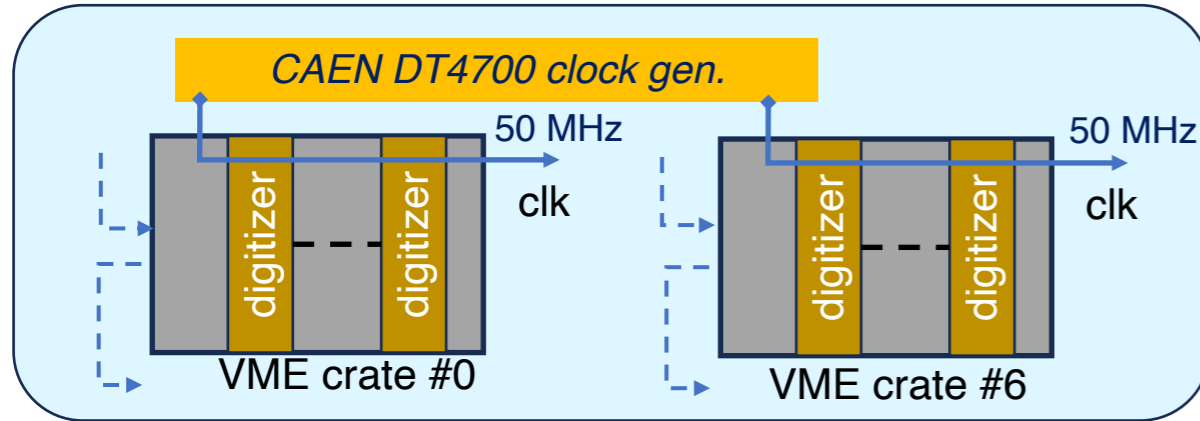 CAEN DT4700 clock gen.
50 MHz
50 MHz
clk
clk
digitizer
digitizer
digitizer
digitizer
VME crate #0
VME crate #6